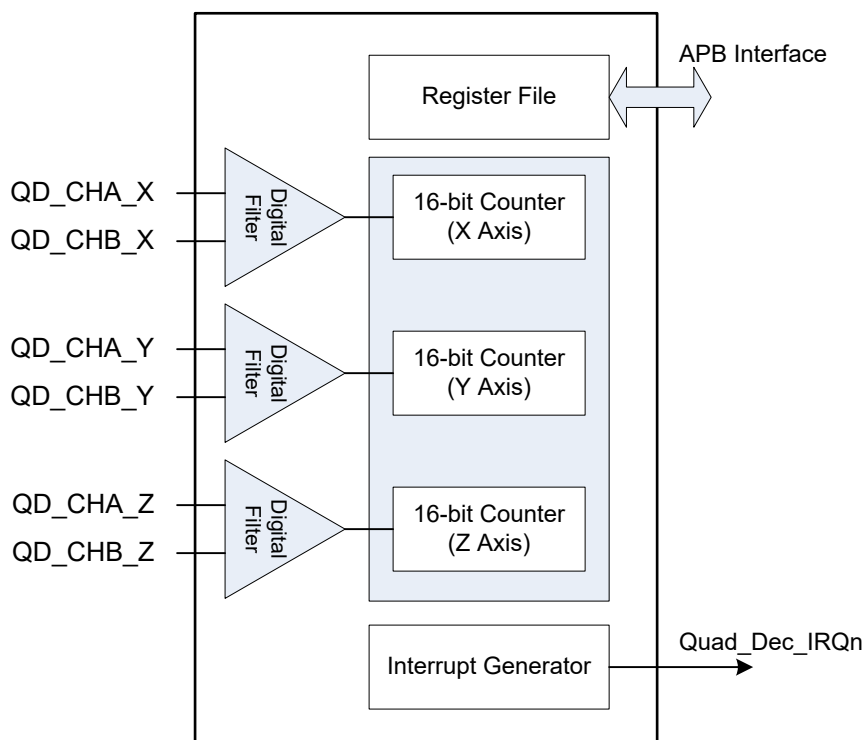 APB Interface
Register File
QD_CHA_X
QD_CHB_X
Digital
Filter
16-bit Counter
(X Axis)
QD_CHA_Y
QD_CHB_Y
Digital
Filter
16-bit Counter
(Y Axis)
QD_CHA_Z
QD_CHB_Z
Digital
Filter
16-bit Counter
(Z Axis)
Interrupt Generator
Quad_Dec_IRQn